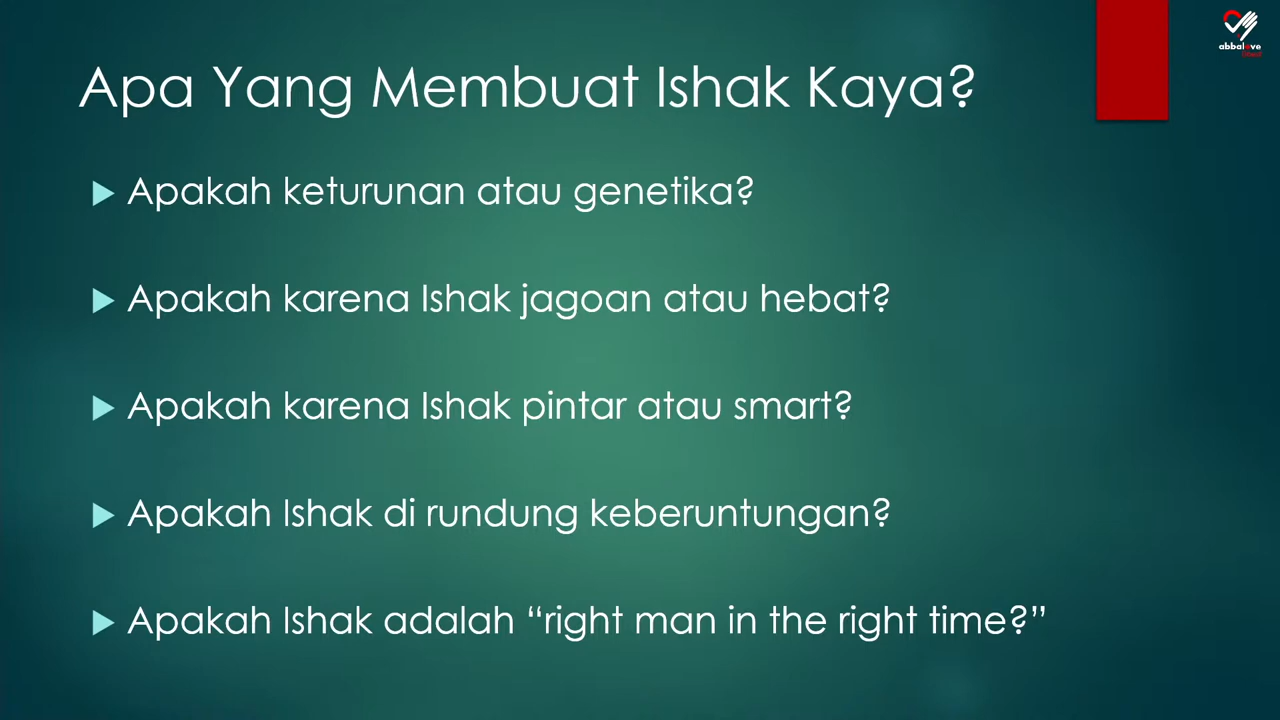 Apa Yang Membuat Ishak Kaya?
Apakah keturunan atau genetika?
Apakah karena Ishak jagoan atau hebat?
Apakah karena Ishak pintar atau smart?
Apakah Ishak di rundung keberuntungan?
Apakah Ishak adalah “right man in the right time?”
abbalove